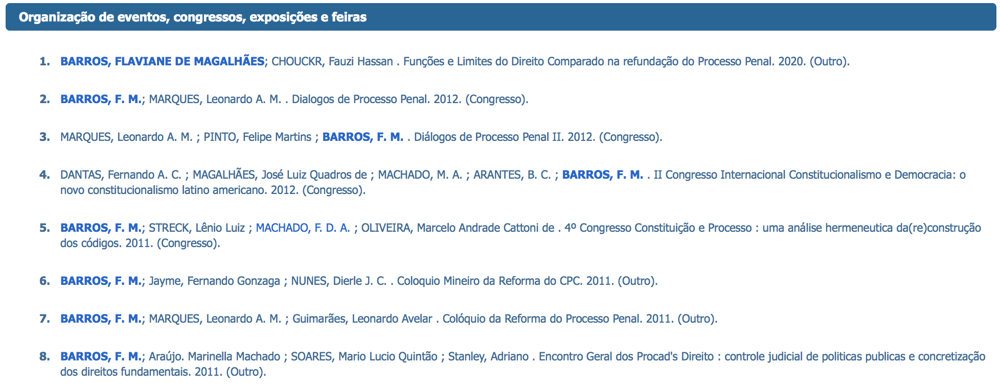 Organização de eventos, congressos, exposições e feiras
1. BARROS, FLAVIANE DE MAGALHÃES; CHOUCKR, Fauzi Hassan . Funções e Limites do Direito Comparado na refundação do Processo Penal. 2020. (Outro).
2. BARROS, F. M.; MARQUES, Leonardo A. M. . Dialogos de Processo Penal. 2012. (Congresso).
3. MARQUES, Leonardo A. M. ; PINTO, Felipe Martins ; BARROS, F. M. . Diálogos de Processo Penal II. 2012. (Congresso).
4. DANTAS, Fernando A. C. ; MAGALHÃES, José Luiz Quadros de ; MACHADO, M. A. ; ARANTES, B. C. ; BARROS, F. M. . II Congresso Internacional Constitucionalismo e Democracia: o
novo constitucionalismo latino americano. 2012. (Congresso).
5. BARROS, F. M.; STRECK, Lênio Luiz ; MACHADO, F. D. A. ; OLIVEIRA, Marcelo Andrade Cattoni de . 4º Congresso Constituição e Processo : uma análise hermeneutica da(re)construção
dos códigos. 2011. (Congresso).
6. BARROS, F. M.; Jayme, Fernando Gonzaga ; NUNES, Dierle J. C. . Coloquio Mineiro da Reforma do CPC. 2011. (Outro).
7. BARROS, F. M.; MARQUES, Leonardo A. M. ; Guimarães, Leonardo Avelar . Colóquio da Reforma do Processo Penal. 2011. (Outro).
8. BARROS, F. M.; Araújo. Marinella Machado ; SOARES, Mario Lucio Quintão ; Stanley, Adriano . Encontro Geral dos Procad's Direito : controle judicial de politicas publicas e concretização
dos direitos fundamentais. 2011. (Outro).